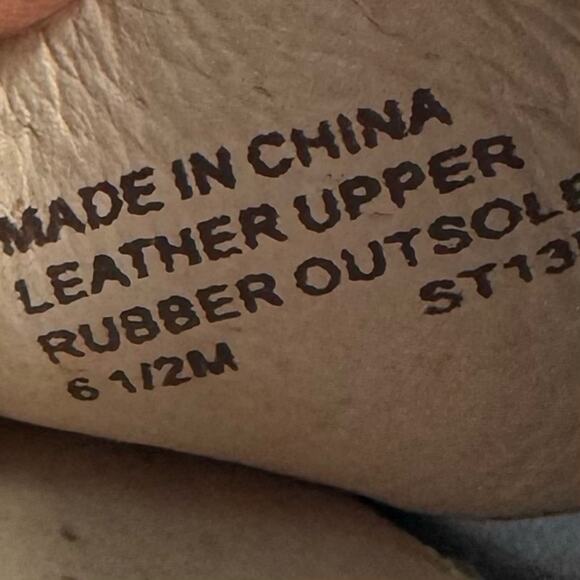 MADE IN CHINA
LEATHER UPPER
RUBBER OUTSOLE
ST13
6 1/2M